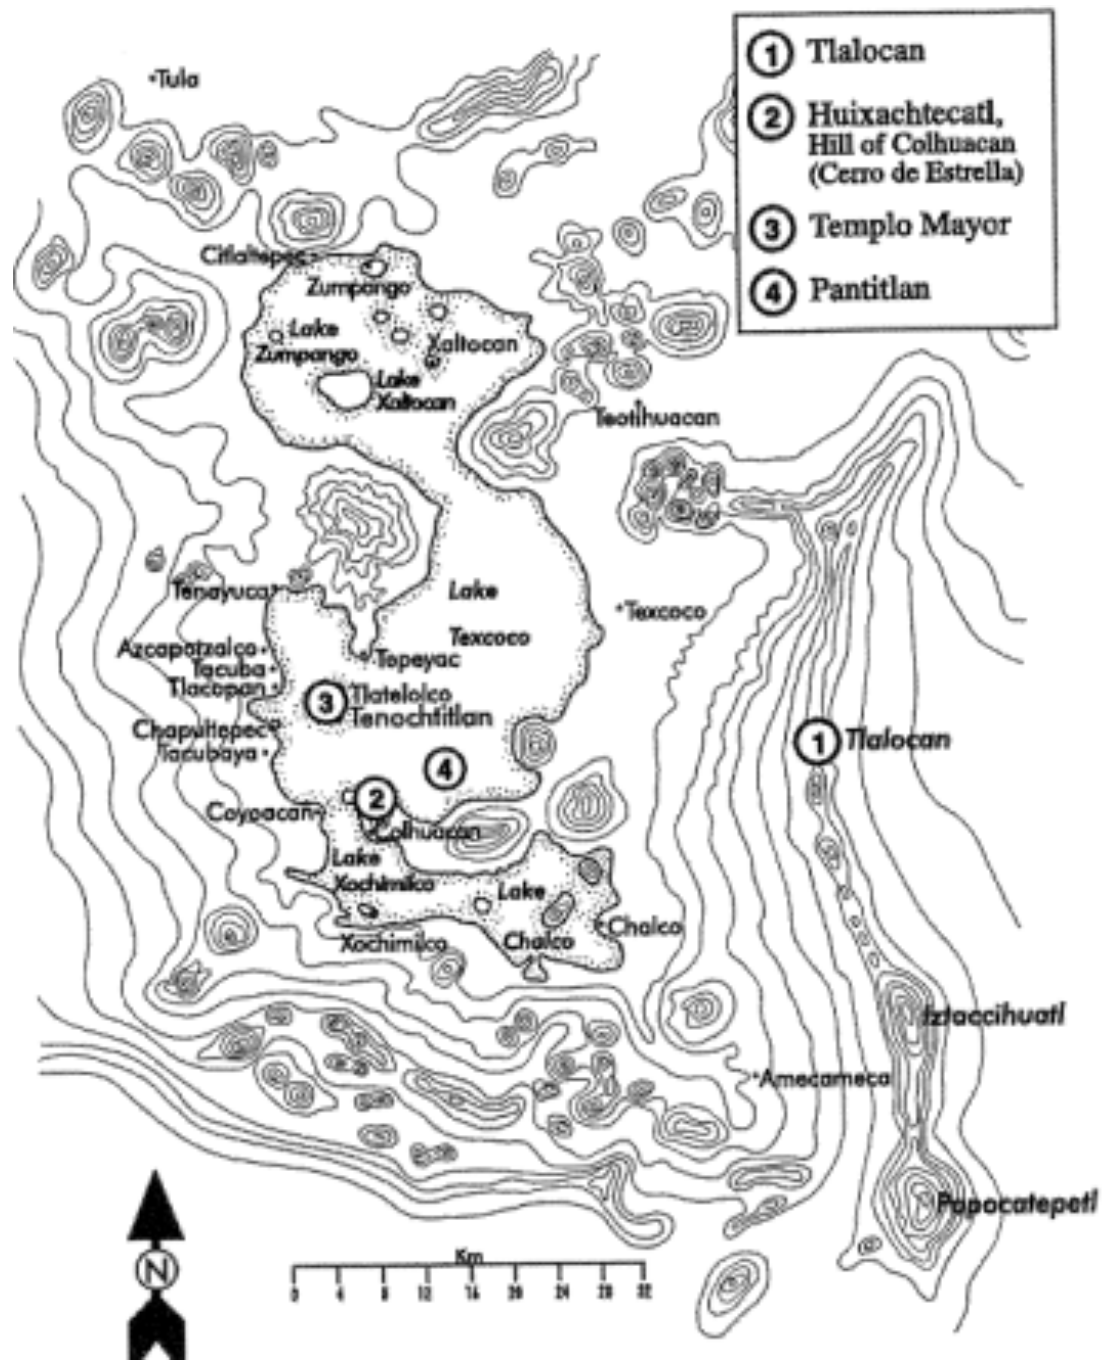 1 Tlalocan
2 Huixachtecatl,
Hill of Colhuacan
(Cerro de Estrella)
3 Templo Mayor
4 Pantitlan
Tula
Citlaltepec
Zumpango
Lake
Zumpango
Xaltocan
Lake
Xaltocan
Teotihuacan
Tenayuca
Lake
Texcoco
Texcoco
Azcapotzalco
Tacuba
Tlacopan
Tepeyac
3
Tlatelolco
Tenochtitlan
Chapultepec
Tacubaya
1 Tlalocan
4
2
Coyoacan
Colhuacan
Lake
Xochimilco
Lake
Chalco
Chalco
Xochimilco
Iztaccihuatl
Amecameca
Popocatepetl
N
Km
0 4 8 12 16 20 24 28 32